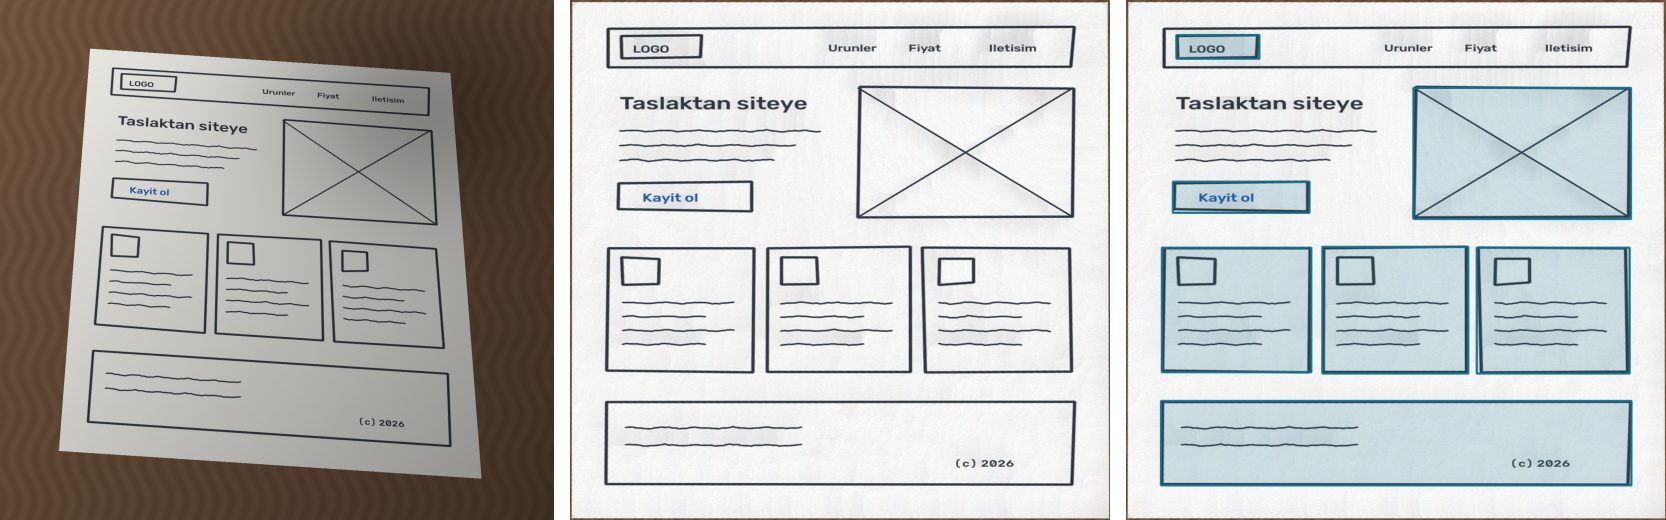 LOGO Urunler Fiyat Iletisim
Taslaktan siteye
Kayit ol
(c) 2026
LOGO Urunler Fiyat Iletisim
Taslaktan siteye
Kayit ol
(c) 2026
LOGO Urunler Fiyat Iletisim
Taslaktan siteye
Kayit ol
(c) 2026